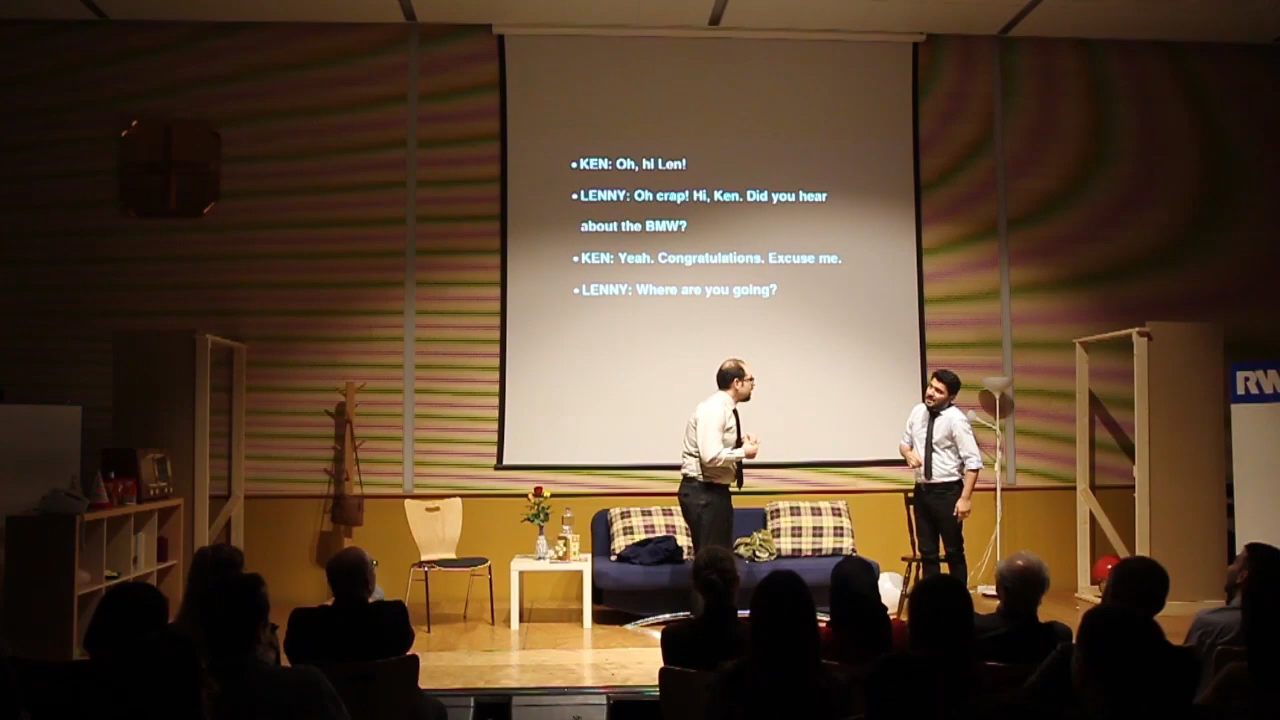 • KEN: Oh, hi Len!
• LENNY: Oh crap! Hi, Ken. Did you hear
about the BMW?
• KEN: Yeah. Congratulations. Excuse me.
• LENNY: Where are you going?
RW